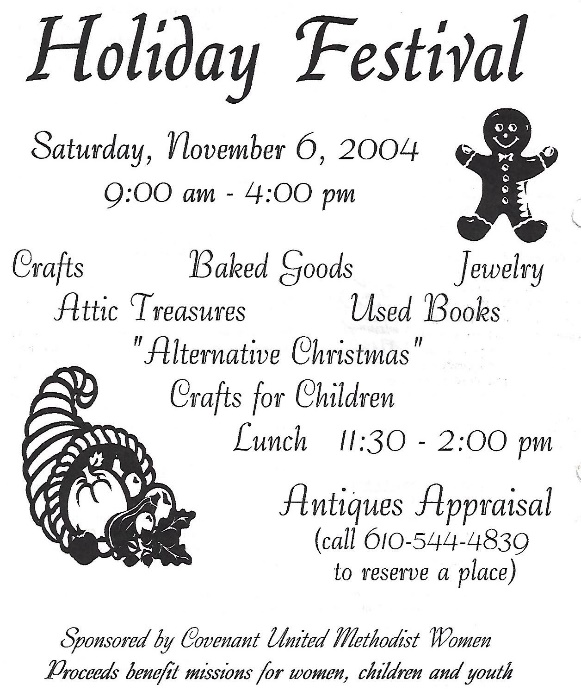 Holiday Festival
Saturday, November 6, 2004
9:00 am - 4:00 pm
Crafts Baked Goods Jewelry
Attic Treasures Used Books
"Alternative Christmas"
Crafts for Children
Lunch 11:30 - 2:00 pm
Antiques Appraisal
(call 610-544-4839
to reserve a place)
Sponsored by Covenant United Methodist Women
Proceeds benefit missions for women, children and youth